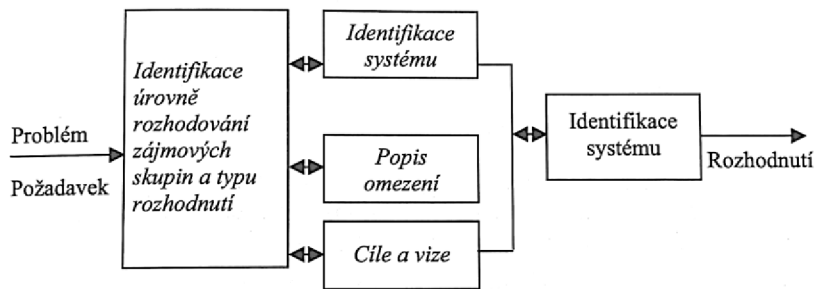 Problém
Požadavek
Identifikace
úrovně
rozhodování
zájmových
skupin a typu
rozhodnutí
Identifikace
systému
Popis
omezení
Cíle a vize
Identifikace
systému
Rozhodnutí